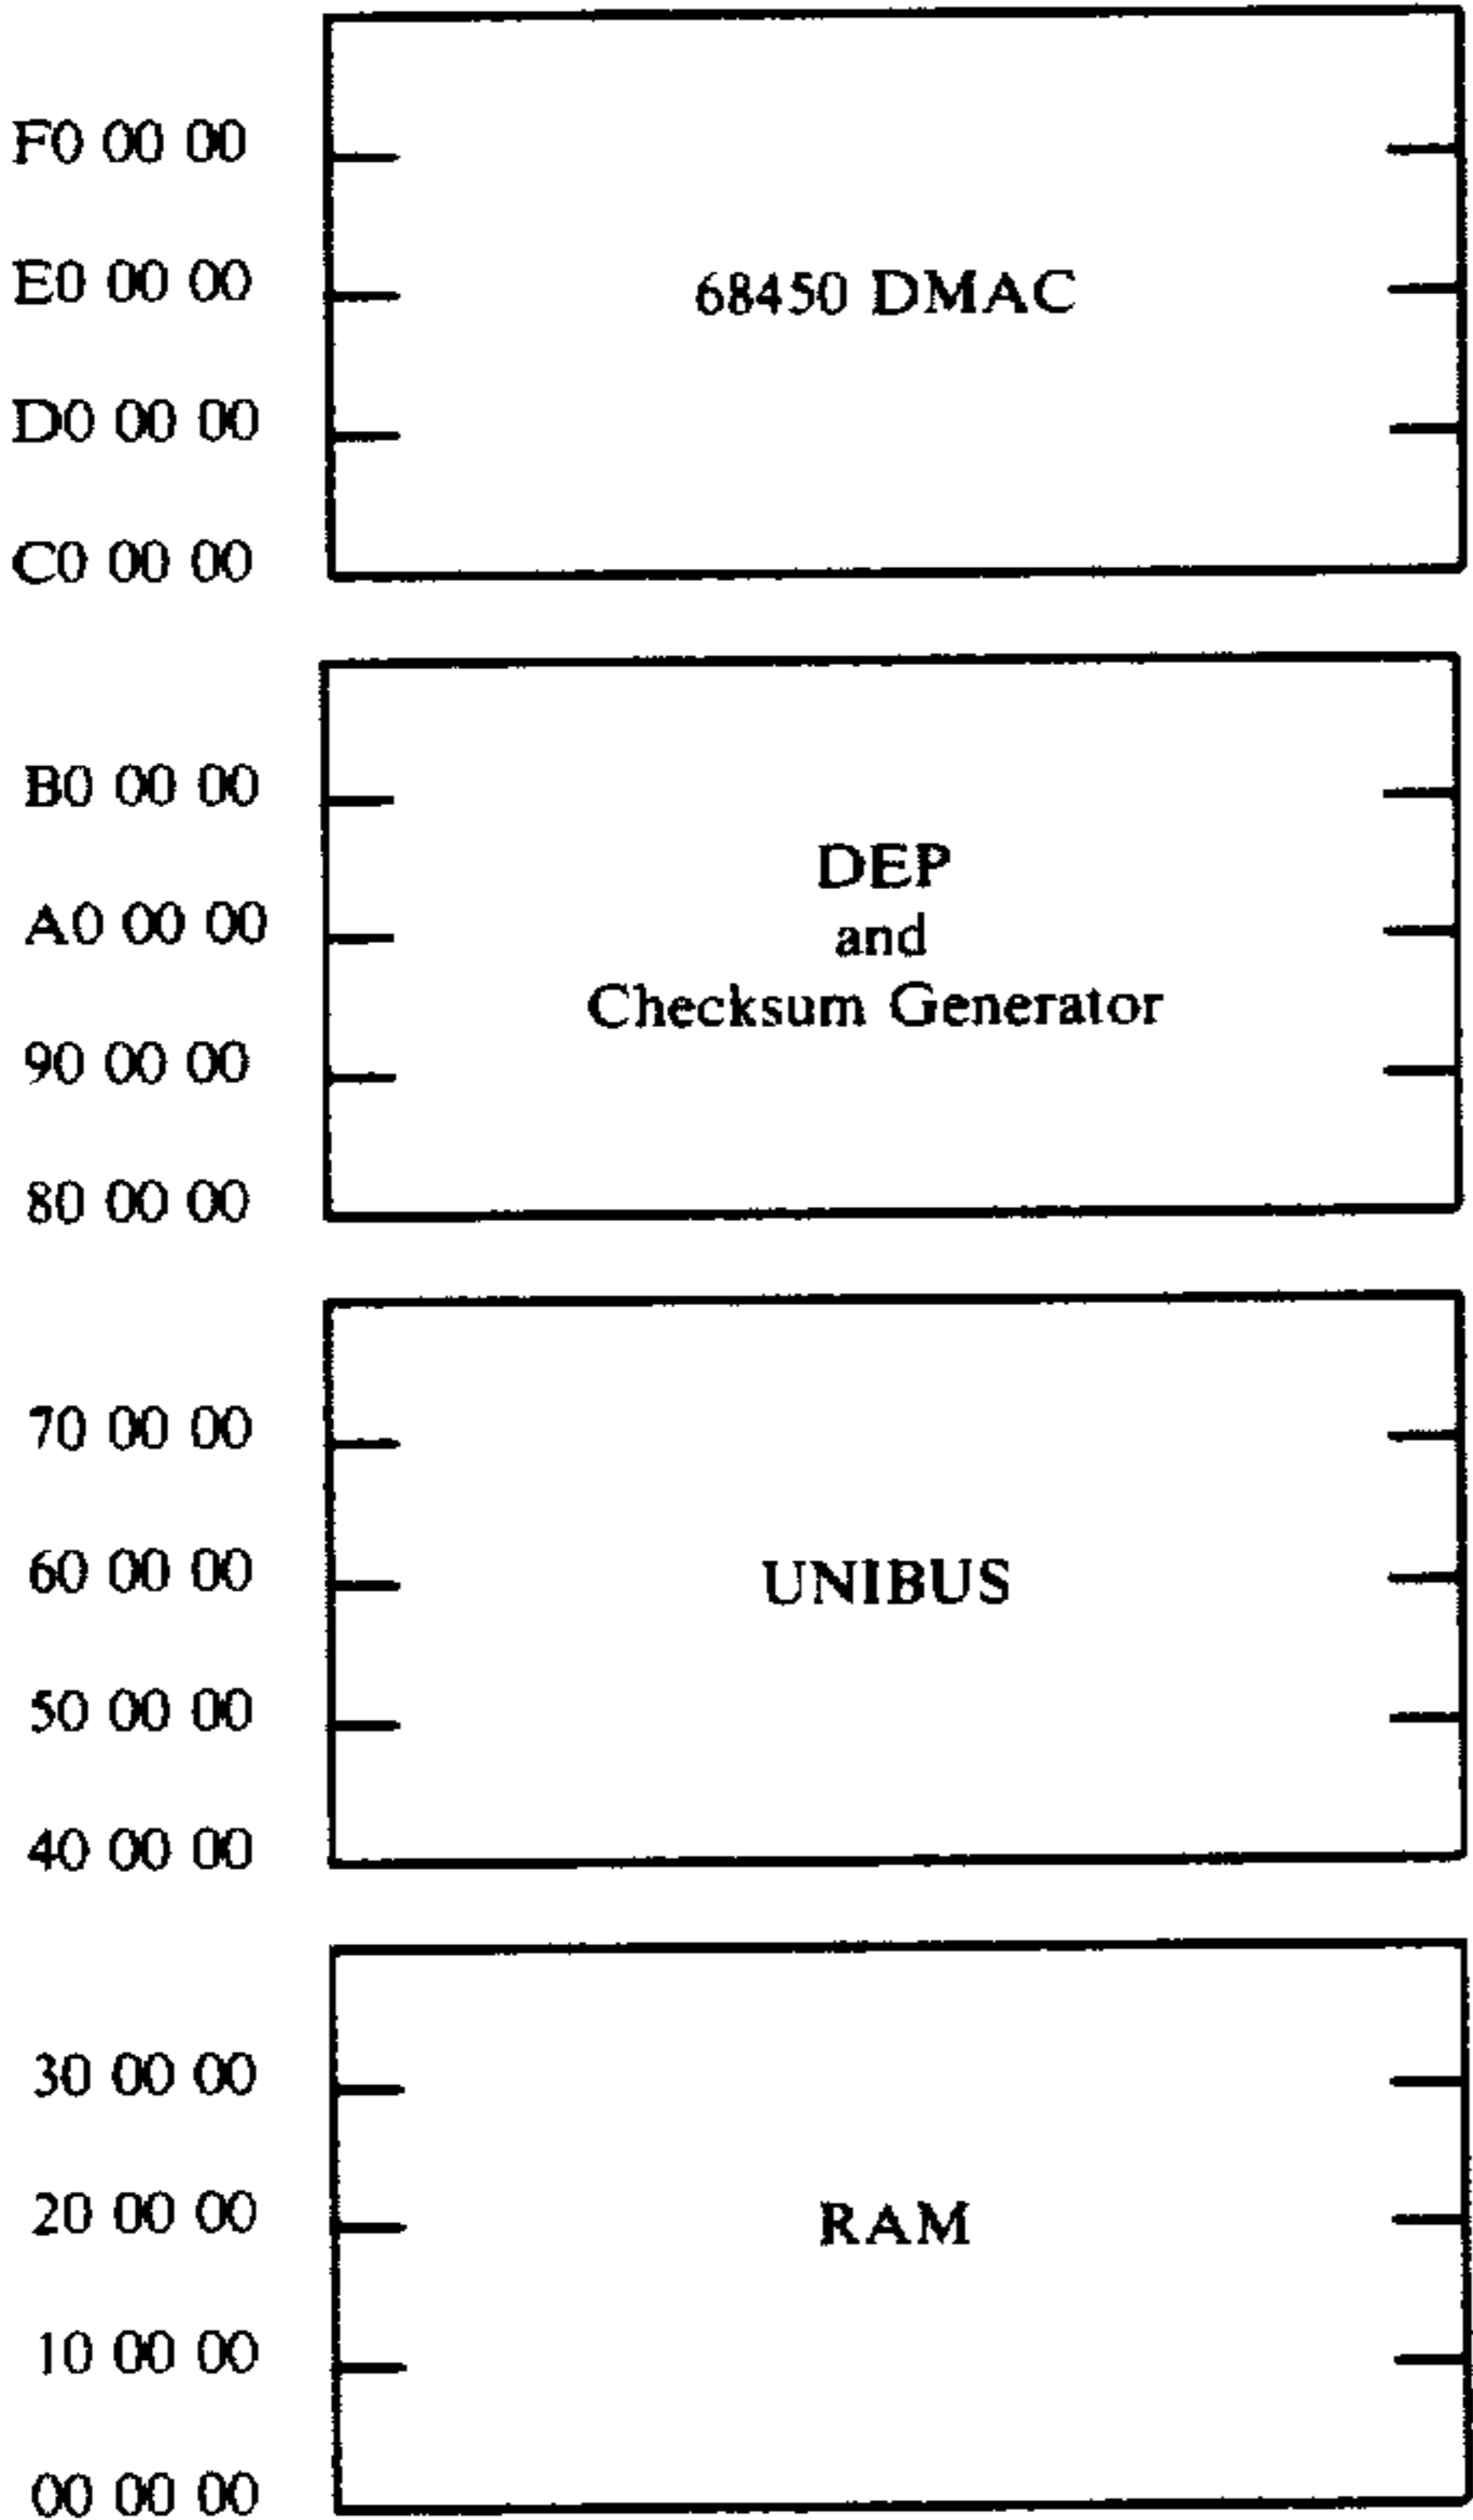 F0 00 00
E0 00 00
68450 DMAC
D0 00 00
C0 00 00
B0 00 00
DEP
A0 00 00
and
Checksum Generator
90 00 00
80 00 00
70 00 00
60 00 00
UNIBUS
50 00 00
40 00 00
30 00 00
20 00 00
RAM
10 00 00
00 00 00